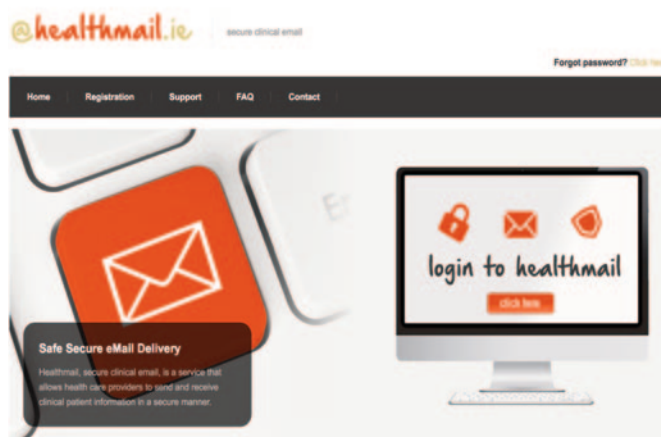 @healthmail.ie
secure clinical email
Forgot password? Click he
Home Registration Support FAQ Contact
login to healthmail
click here
Safe Secure eMail Delivery
Healthmail, secure clinical email, is a service that
allows health care providers to send and receive
clinical patient information in a secure manner.